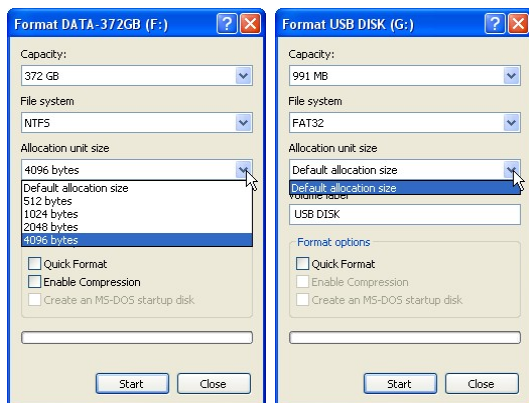 Format DATA-372GB (F:)
Capacity:
372 GB
File system
NTFS
Allocation unit size
4096 bytes
Default allocation size
512 bytes
1024 bytes
2048 bytes
4096 bytes
Quick Format
Enable Compression
Create an MS-DOS startup disk
Start
Close
Format USB DISK (G:)
Capacity:
991 MB
File system
FAT32
Allocation unit size
Default allocation size
Default allocation size
Volume label
USB DISK
Format options
Quick Format
Enable Compression
Create an MS-DOS startup disk
Start
Close